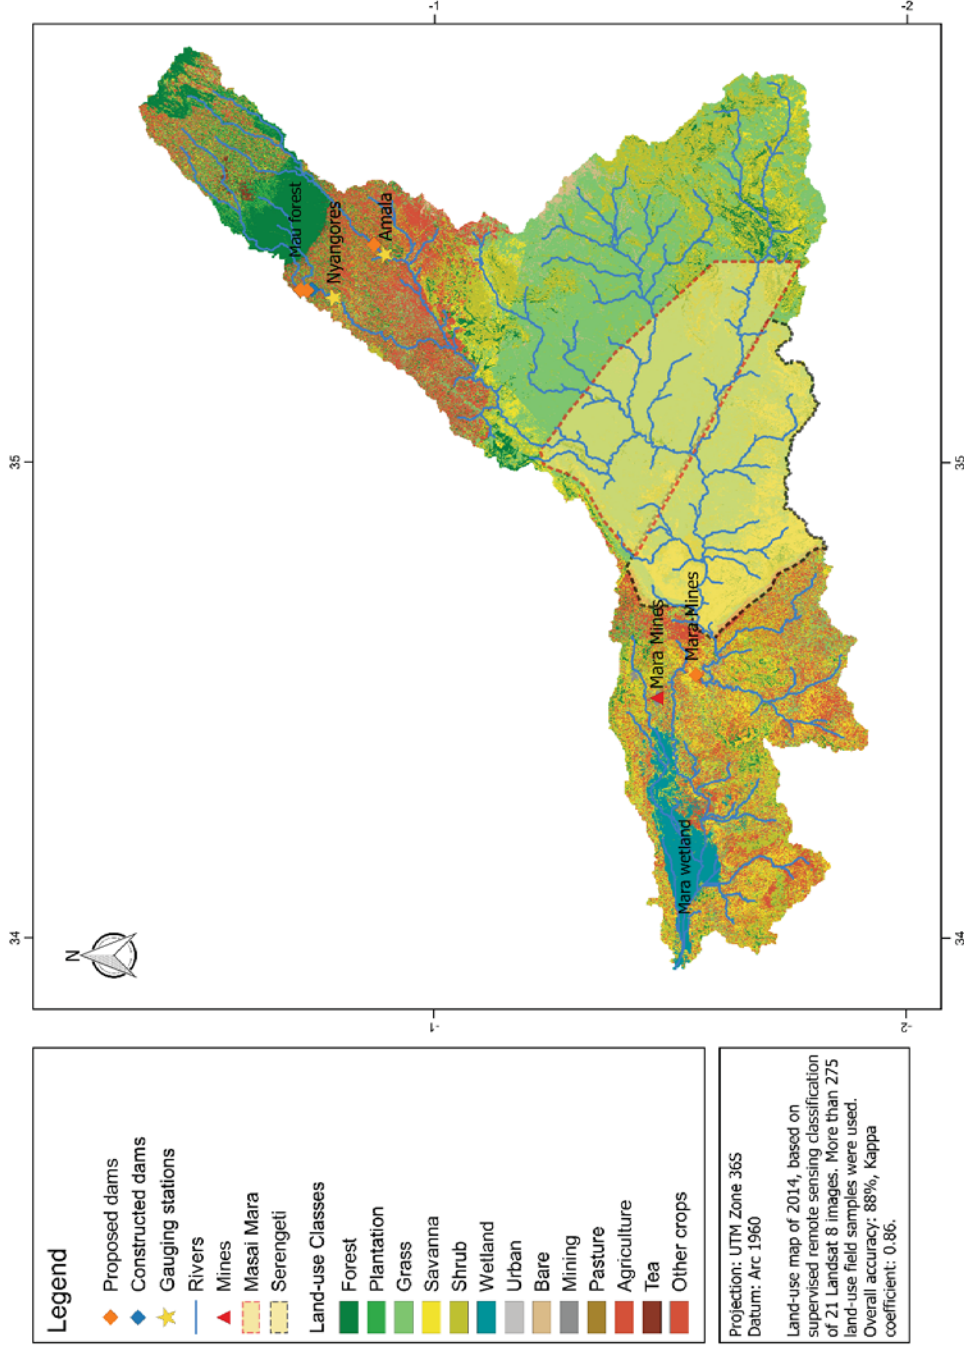 34
35
-1
-2
N
Mau forest
Nyangores
Amala
Mara Mines
Mara Mines
Mara wetland
-1
-2
34
35
Legend
Proposed dams
Constructed dams
Gauging stations
Rivers
Mines
Masai Mara
Serengeti
Land-use Classes
Forest
Plantation
Grass
Savanna
Shrub
Wetland
Urban
Bare
Mining
Pasture
Agriculture
Tea
Other crops
Projection: UTM Zone 36S
Datum: Arc 1960
Land-use map of 2014, based on
supervised remote sensing classification
of 21 Landsat 8 images. More than 275
land-use field samples were used.
Overall accuracy: 88%, Kappa
coefficient: 0.86.